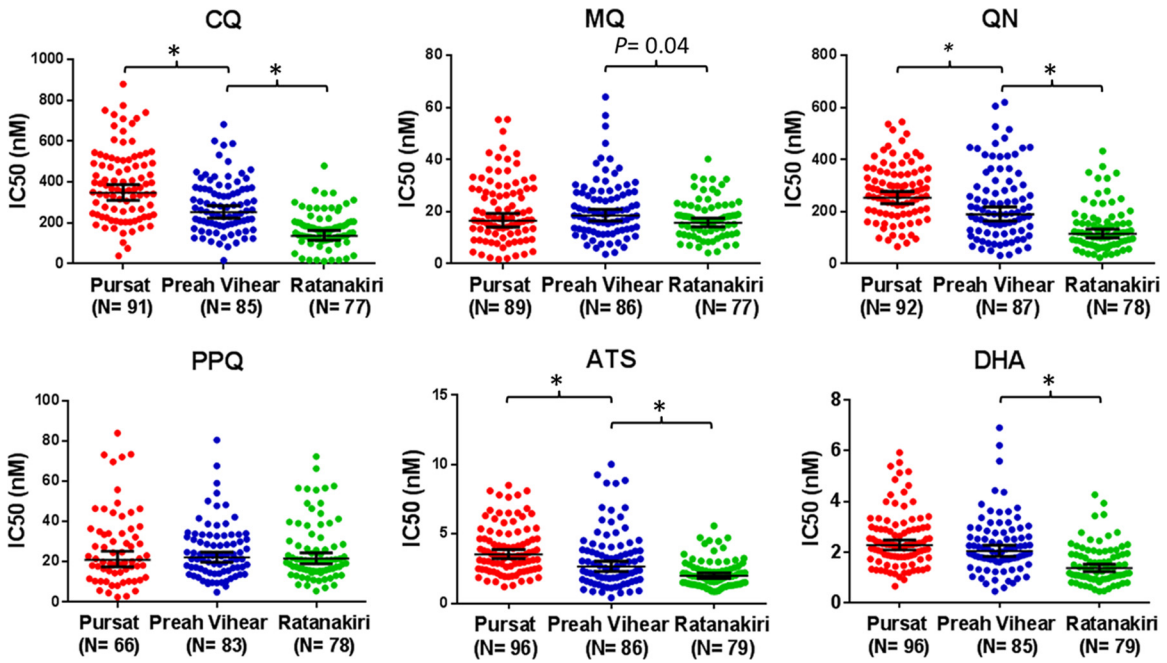 CQ
*
*
IC50 (nM)
1000
800
600
400
200
0
Pursat Preah Vihear Ratanakiri
(N= 91) (N= 85) (N= 77)
MQ
P= 0.04
IC50 (nM)
80
60
40
20
0
Pursat Preah Vihear Ratanakiri
(N= 89) (N= 86) (N= 77)
QN
*
*
IC50 (nM)
800
600
400
200
0
Pursat Preah Vihear Ratanakiri
(N= 92) (N= 87) (N= 78)
PPQ
IC50 (nM)
100
80
60
40
20
0
Pursat Preah Vihear Ratanakiri
(N= 66) (N= 83) (N= 78)
ATS
*
*
IC50 (nM)
15
10
5
0
Pursat Preah Vihear Ratanakiri
(N= 96) (N= 86) (N= 79)
DHA
*
IC50 (nM)
8
6
4
2
0
Pursat Preah Vihear Ratanakiri
(N= 96) (N= 85) (N= 79)